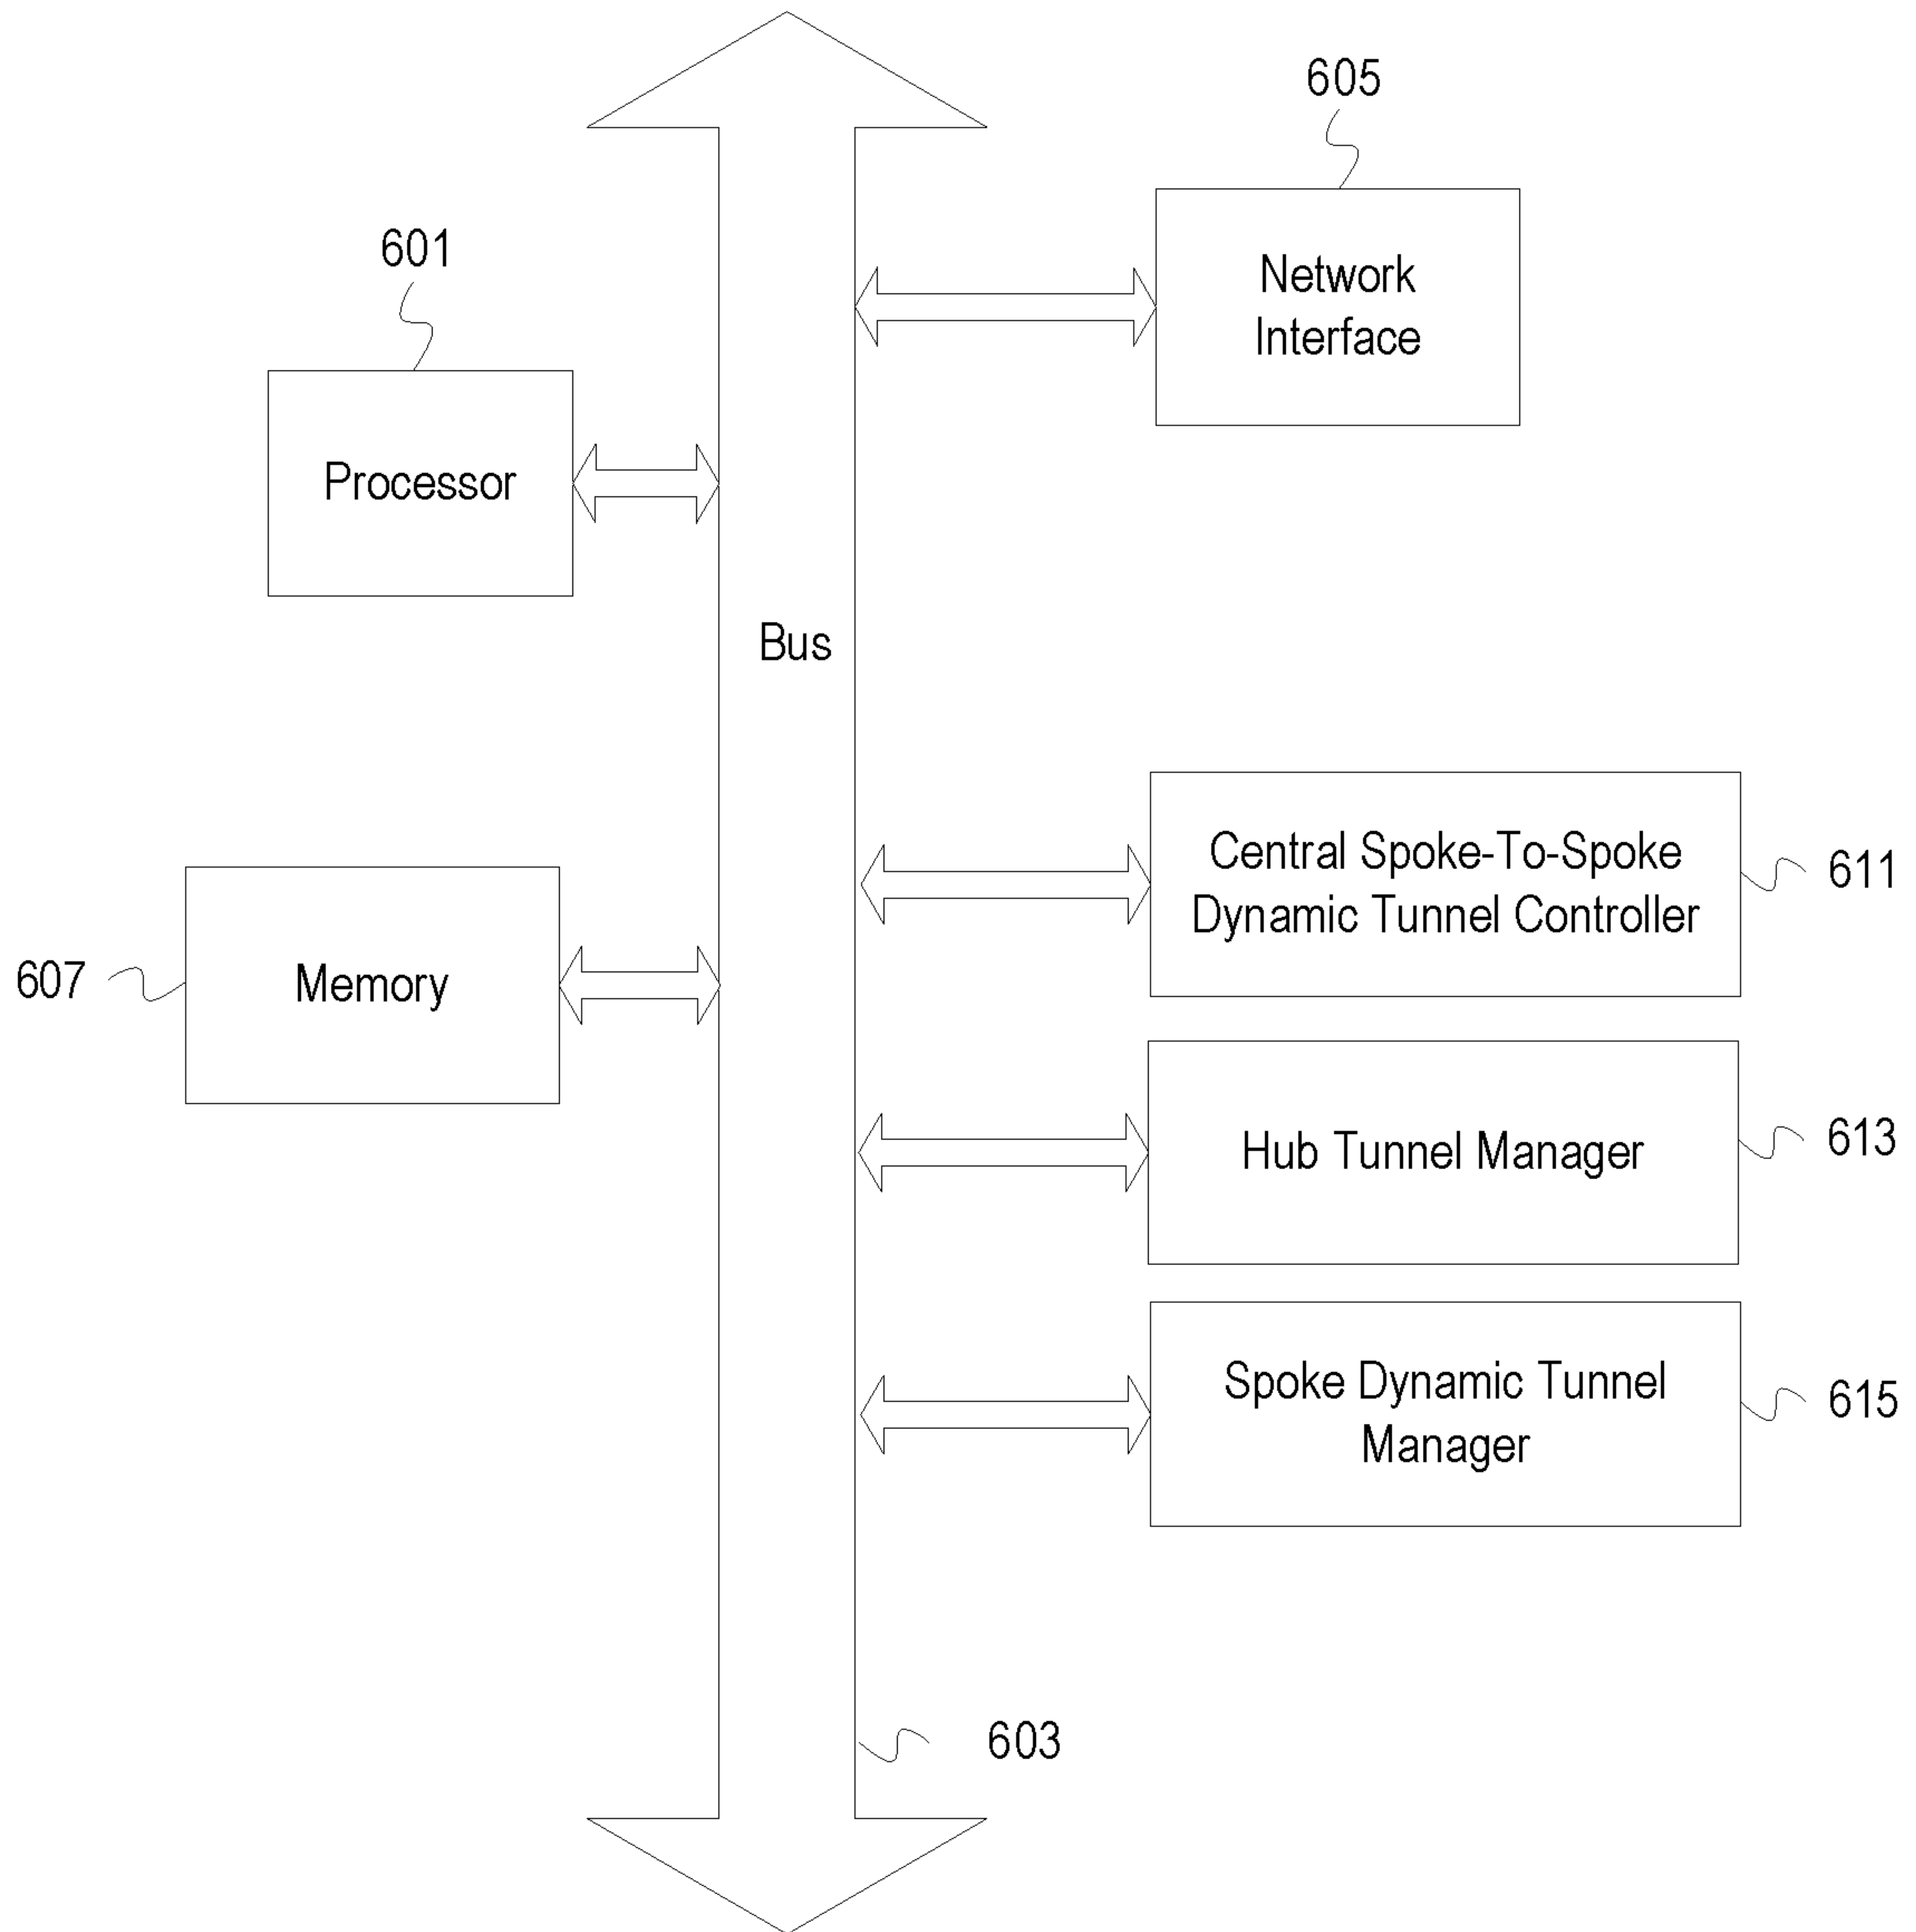 605
Network
Interface
601
Processor
Bus
Central Spoke-To-Spoke
Dynamic Tunnel Controller
611
607
Memory
Hub Tunnel Manager
613
Spoke Dynamic Tunnel
Manager
615
603